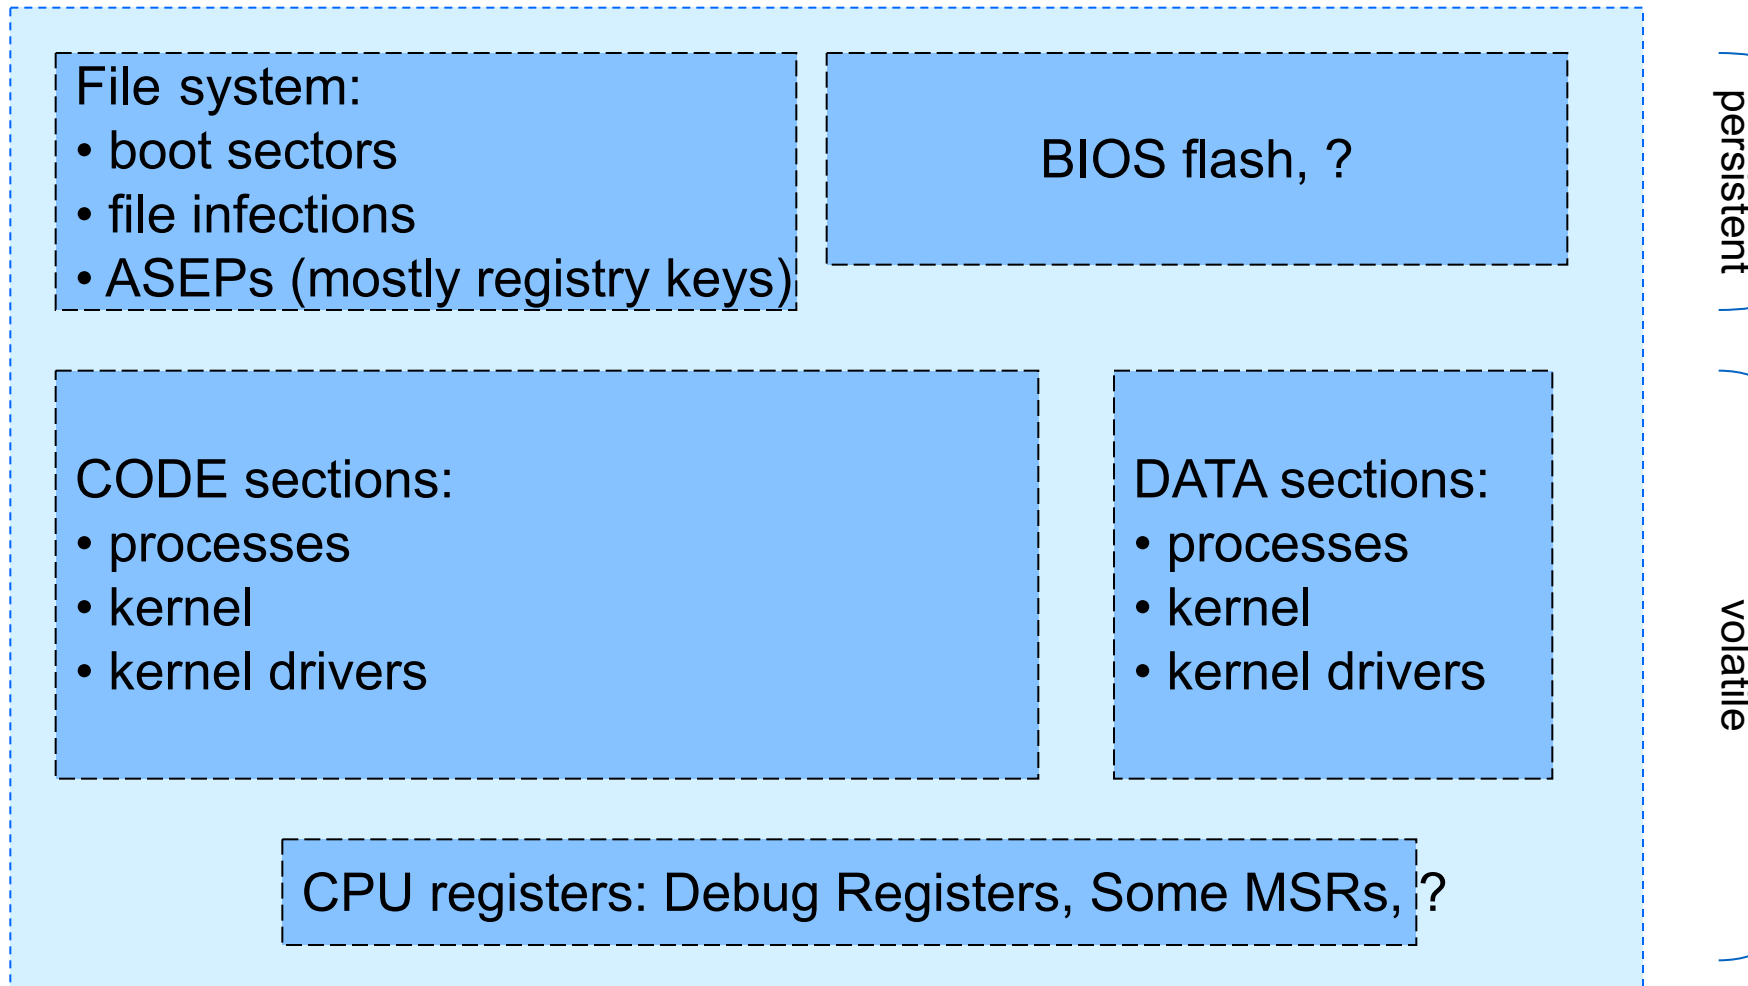 File system:
• boot sectors
• file infections
• ASEPs (mostly registry keys)
BIOS flash, ?
persistent
CODE sections:
• processes
• kernel
• kernel drivers
DATA sections:
• processes
• kernel
• kernel drivers
volatile
CPU registers: Debug Registers, Some MSRs, ?